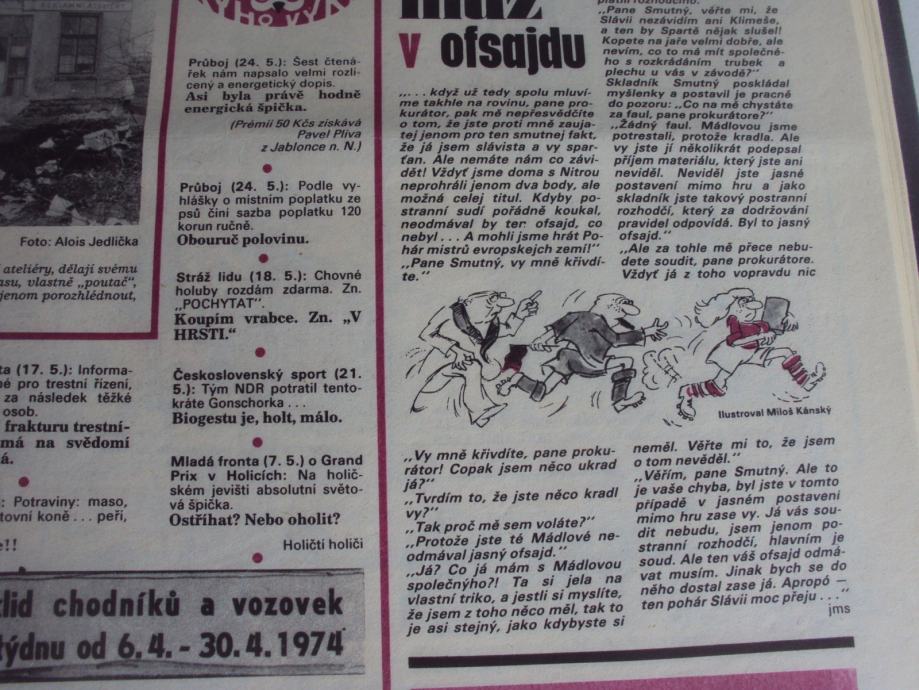 REKLAMNÍ ATELIÉRY
Foto: Alois Jedlička
ateliéry, dělají svému
asu, vlastně „poutač",
jenom porozhlédnout,
ta (17. 5.): Informa-
pé pro trestní řízení,
za následek těžké
osob.
frakturu trestní-
má na svědomí
á.
: Potraviny: maso,
tovní koně... peří,
e!!
klid chodníků a vozovek
týdnu od 6.4. - 30.4.1974
Průboj (24. 5.): Šest čtená-
řek nám napsalo velmi rozlí-
cený a energetický dopis.
Asi byla právě hodně
energická špička.
(Prémii 50 Kčs získává
Pavel Plíva
z Jablonce n. N.)
Průboj (24. 5.): Podle vy-
hlášky o místním poplatku ze
psů činí sazba poplatku 120
korun ručně.
Obouruč polovinu.
Stráž lidu (18. 5.): Chovné
holuby rozdám zdarma. Zn.
„POCHYTAT".
Koupím vrabce. Zn. „V
HRSTI."
Československý sport (21.
5.): Tým NDR potratil tento-
kráte Gonschorka...
Biogestu je, holt, málo.
Mladá fronta (7. 5.) o Grand
Prix v Holicích: Na holič-
ském jevišti absolutní světo-
vá špička.
Ostříhat? Nebo oholit?
Holičtí holiči
muž
v ofsajdu
„... když už tedy spolu mluví-
me takhle na rovinu, pane pro-
kurátor, pak mě nepřesvědčíte
o tom, že jste proti mně zauja-
tej jenom pro ten smutnej fakt,
že já jsem slávista a vy spar-
ťan. Ale nemáte nám co závi-
dět! Vždyť jsme doma s Nitrou
neprohráli jenom dva body, ale
možná celej titul. Kdyby po-
stranní sudí pořádně koukal,
neodmával by ten ofsajd, co
nebyl... A mohli jsme hrát Po-
hár mistrů evropskejch zemí!"
„Pane Smutný, vy mně křivdí-
te."
„Pane Smutný, věřte mi, že
Slávii nezávidím ani Klimeše,
a ten by Spartě nějak slušel!
Kopete na jaře velmi dobře, ale
nevím, co to má mít společné-
ho s rozkrádáním trubek a
plechu u vás v závodě?"
Skladník Smutný poskládal
myšlenky a postavil je pracně
do pozoru: „Co na mě chystáte
za faul, pane prokurátore?"
„Žádný faul. Mádlovou jsme
potrestali, protože kradla. Ale
vy jste jí několikrát podepsal
příjem materiálu, který jste ani
neviděl. Neviděl jste jasné
postavení mimo hru a jako
skladník jste takový postranní
rozhodčí, který za dodržování
pravidel odpovídá. Byl to jasný
ofsajd."
„Ale za tohle mě přece nebu-
dete soudit, pane prokurátore.
Vždyť já z toho vopravdu nic
Ilustroval Miloš Kánský
„Vy mně křivdíte, pane proku-
rátor! Copak jsem něco ukrad
já?"
„Tvrdím to, že jste něco kradl
vy?"
„Tak proč mě sem voláte?"
„Protože jste té Mádlové ne-
odmával jasný ofsajd."
„Já? Co já mám s Mádlovou
společnýho?! Ta si jela na
vlastní triko, a jestli si myslíte,
že jsem z toho něco měl, tak to
je asi stejný, jako kdybyste si
neměl. Věřte mi to, že jsem
o tom nevěděl."
„Věřím, pane Smutný. Ale to
je vaše chyba, byl jste v tomto
případě v jasném postavení
mimo hru zase vy. Já vás sou-
dit nebudu, jsem jenom po-
stranní rozhodčí, hlavním je
soud. Ale ten váš ofsajd odmá-
vat musím. Jinak bych se do
něho dostal zase já. Apropó —
ten pohár Slávii moc přeju..."
jms